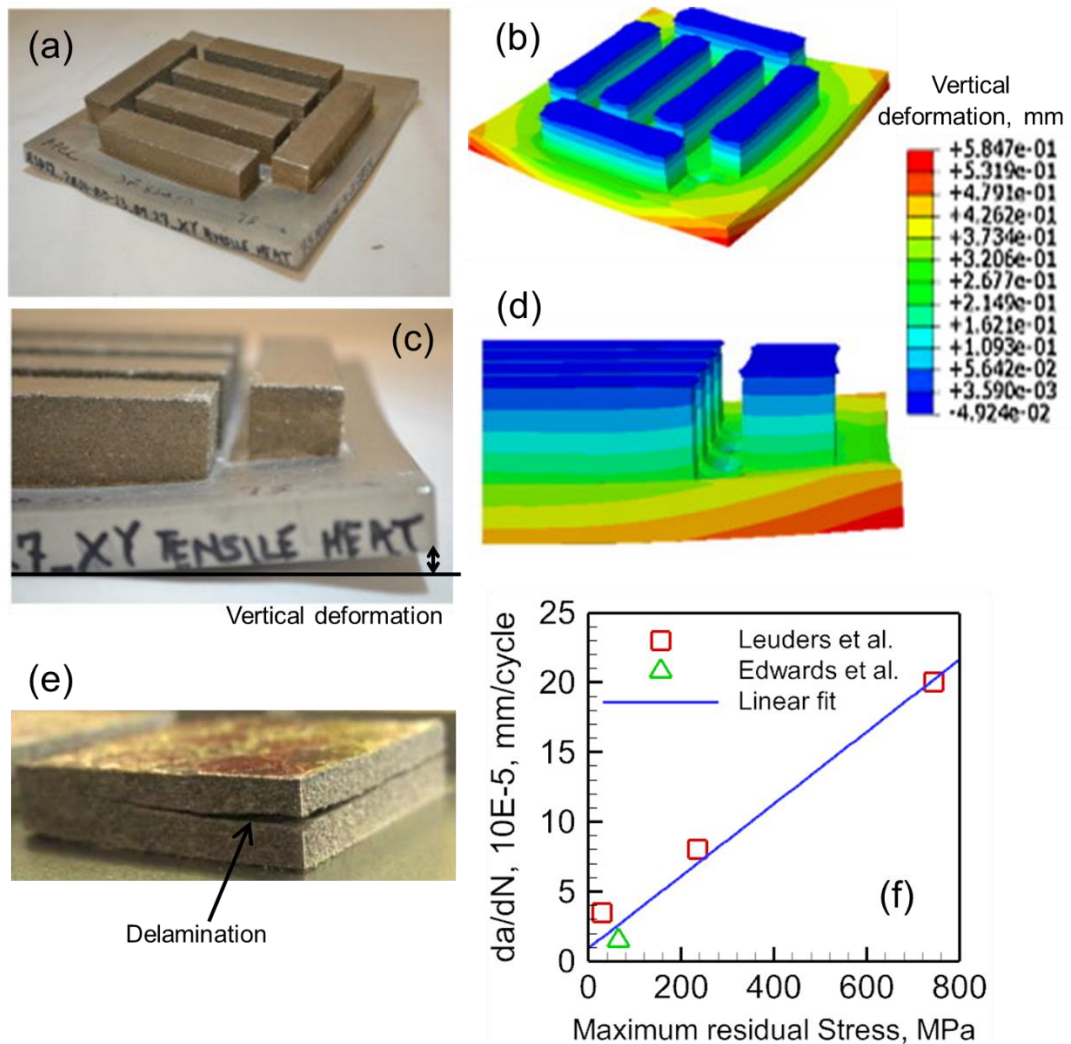 (a)
(b)
Vertical
deformation, mm
+5.847e-01
+5.319e-01
+4.791e-01
+4.262e-01
+3.734e-01
+3.206e-01
+2.677e-01
+2.149e-01
+1.621e-01
+1.093e-01
+5.642e-02
+3.590e-03
-4.924e-02
XY TENSILE HEAT
(c)
(d)
7_XY TENSILE HEAT
Vertical deformation
(e)
Delamination
25
20
15
10
5
0
Leuders et al.
Edwards et al.
Linear fit
(f)
da/dN, 10E-5, mm/cycle
0 200 400 600 800
Maximum residual Stress, MPa